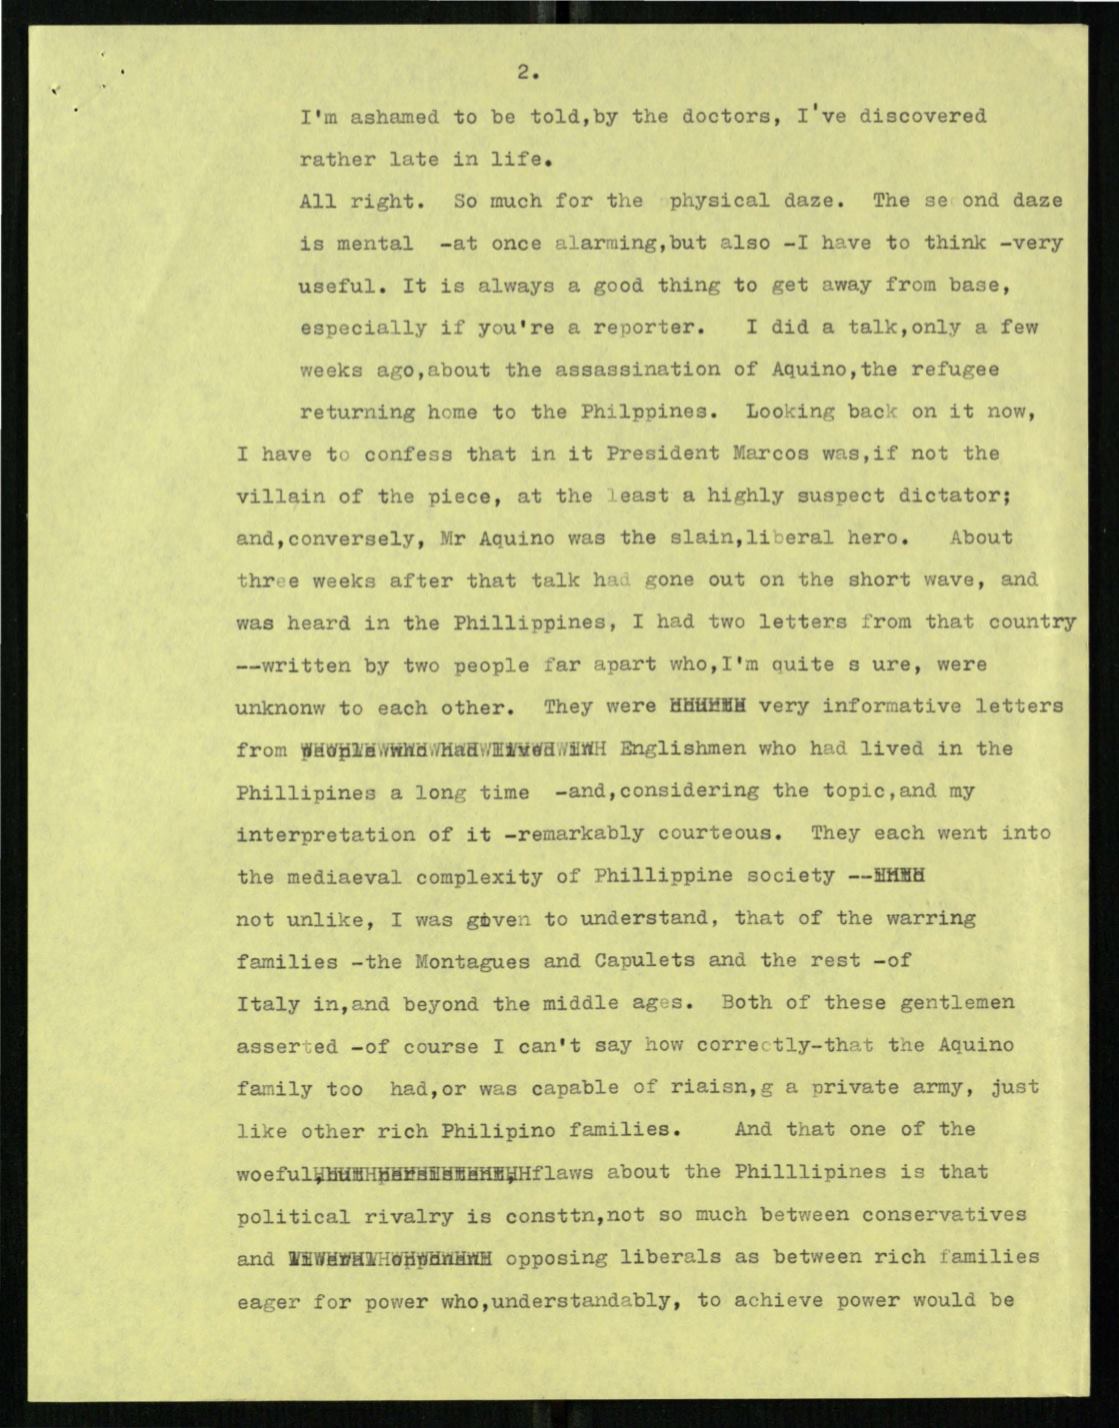 2.
I'm ashamed to be told,by the doctors, I've discovered
rather late in life.
All right.  So much for the  physical daze.  The se ond daze
is mental  -at once alarming,but also -I have to think -very
useful. It is always a good thing to get away from base,
especially if you're a reporter.   I did a talk,only a few
weeks ago,about the assassination of Aquino,the refugee
returning home to the Philppines.  Looking back on it now,
I have to confess that in it President Marcos was,if not the
villain of the piece, at the least a highly suspect dictator;
and,conversely, Mr Aquino was the slain,liberal hero.   About
three weeks after that talk had gone out on the short wave, and
was heard in the Phillippines, I had two letters from that country
--written by two people far apart who,I'm quite s ure, were
unknonw to each other.  They were very informative letters
from Englishmen who had lived in the
Phillipines a long time  -and,considering the topic,and my
interpretation of it -remarkably courteous.  They each went into
the mediaeval complexity of Phillippine society --
not unlike, I was given to understand, that of the warring
families -the Montagues and Capulets and the rest -of
Italy in,and beyond the middle ages.  Both of these gentlemen
asserted -of course I can't say how correctly-that the Aquino
family too  had,or was capable of riaisn,g a private army, just
like other rich Philipino families.    And that one of the
woeful flaws about the Philllipines is that
political rivalry is consttn,not so much between conservatives
and opposing liberals as between rich families
eager for power who,understandably, to achieve power would be